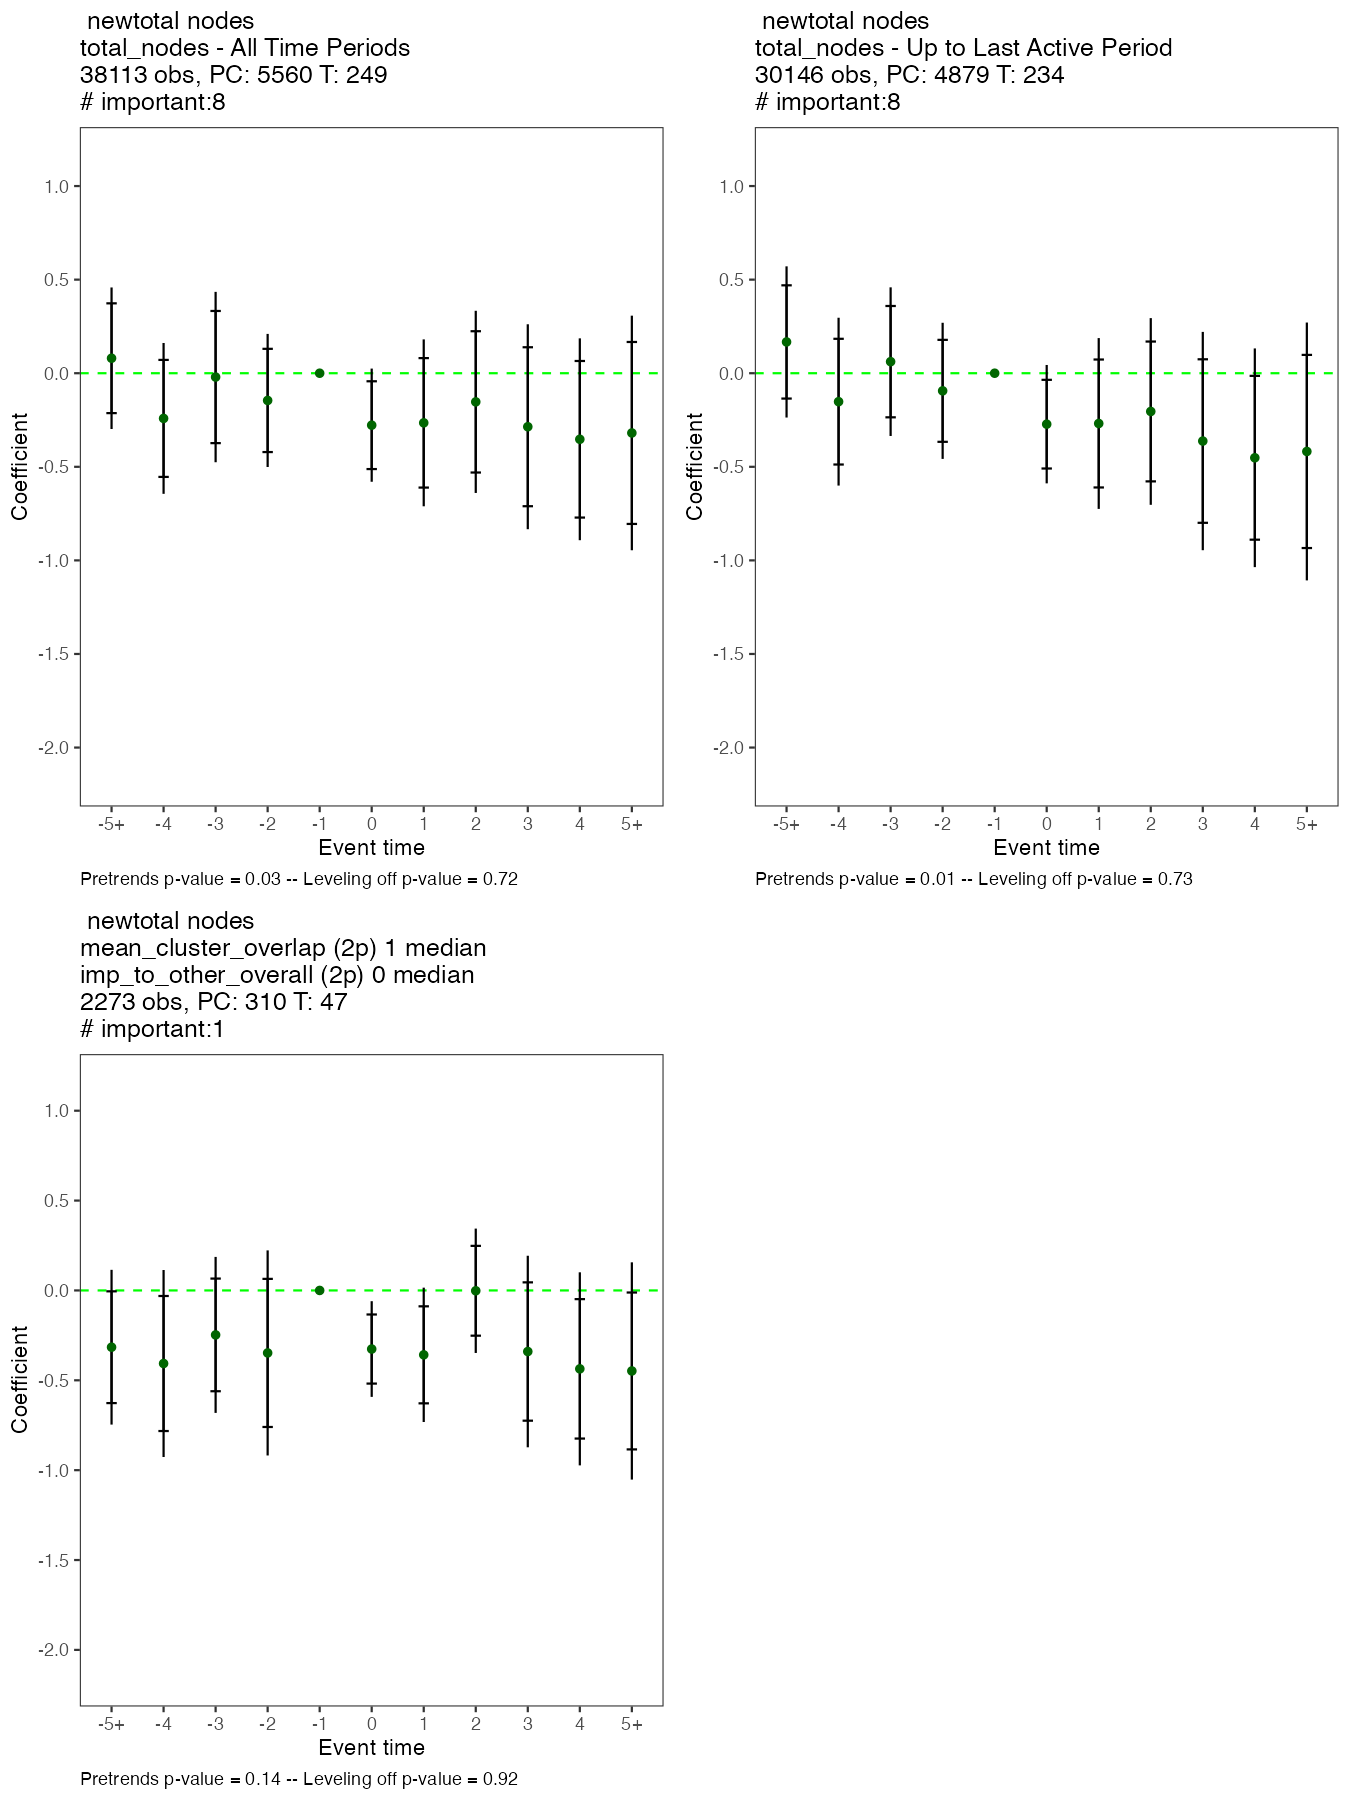 newtotal nodes
total_nodes - All Time Periods
38113 obs, PC: 5560 T: 249
# important:8
1.0
0.5
0.0
-0.5
-1.0
-1.5
-2.0
Coefficient
-5+ -4 -3 -2 -1 0 1 2 3 4 5+
Event time
Pretrends p-value = 0.03 -- Leveling off p-value = 0.72
newtotal nodes
total_nodes - Up to Last Active Period
30146 obs, PC: 4879 T: 234
# important:8
1.0
0.5
0.0
-0.5
-1.0
-1.5
-2.0
Coefficient
-5+ -4 -3 -2 -1 0 1 2 3 4 5+
Event time
Pretrends p-value = 0.01 -- Leveling off p-value = 0.73
newtotal nodes
mean_cluster_overlap (2p) 1 median
imp_to_other_overall (2p) 0 median
2273 obs, PC: 310 T: 47
# important:1
1.0
0.5
0.0
-0.5
-1.0
-1.5
-2.0
Coefficient
-5+ -4 -3 -2 -1 0 1 2 3 4 5+
Event time
Pretrends p-value = 0.14 -- Leveling off p-value = 0.92